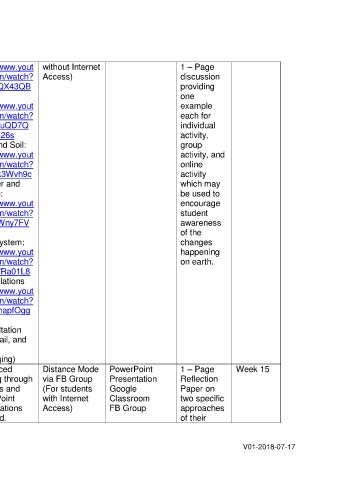 www.yout
n/watch?
QX43QB
www.yout
n/watch?
uQD7Q
26s
nd Soil:
www.yout
n/watch?
k3Wvh9c
er and
:
www.yout
n/watch?
Wny7FV
ystem:
www.yout
n/watch?
Ra01L8
lations
www.yout
n/watch?
napfOgg
tation
ail, and
ging)
without Internet
Access)
1 – Page
discussion
providing
one
example
each for
individual
activity,
group
activity, and
online
activity
which may
be used to
encourage
student
awareness
of the
changes
happening
on earth.
ced
g through
s and
Point
ations
d.
Distance Mode
via FB Group
(For students
with Internet
Access)
PowerPoint
Presentation
Google
Classroom
FB Group
1 – Page
Reflection
Paper on
two specific
approaches
of their
Week 15
V01-2018-07-17